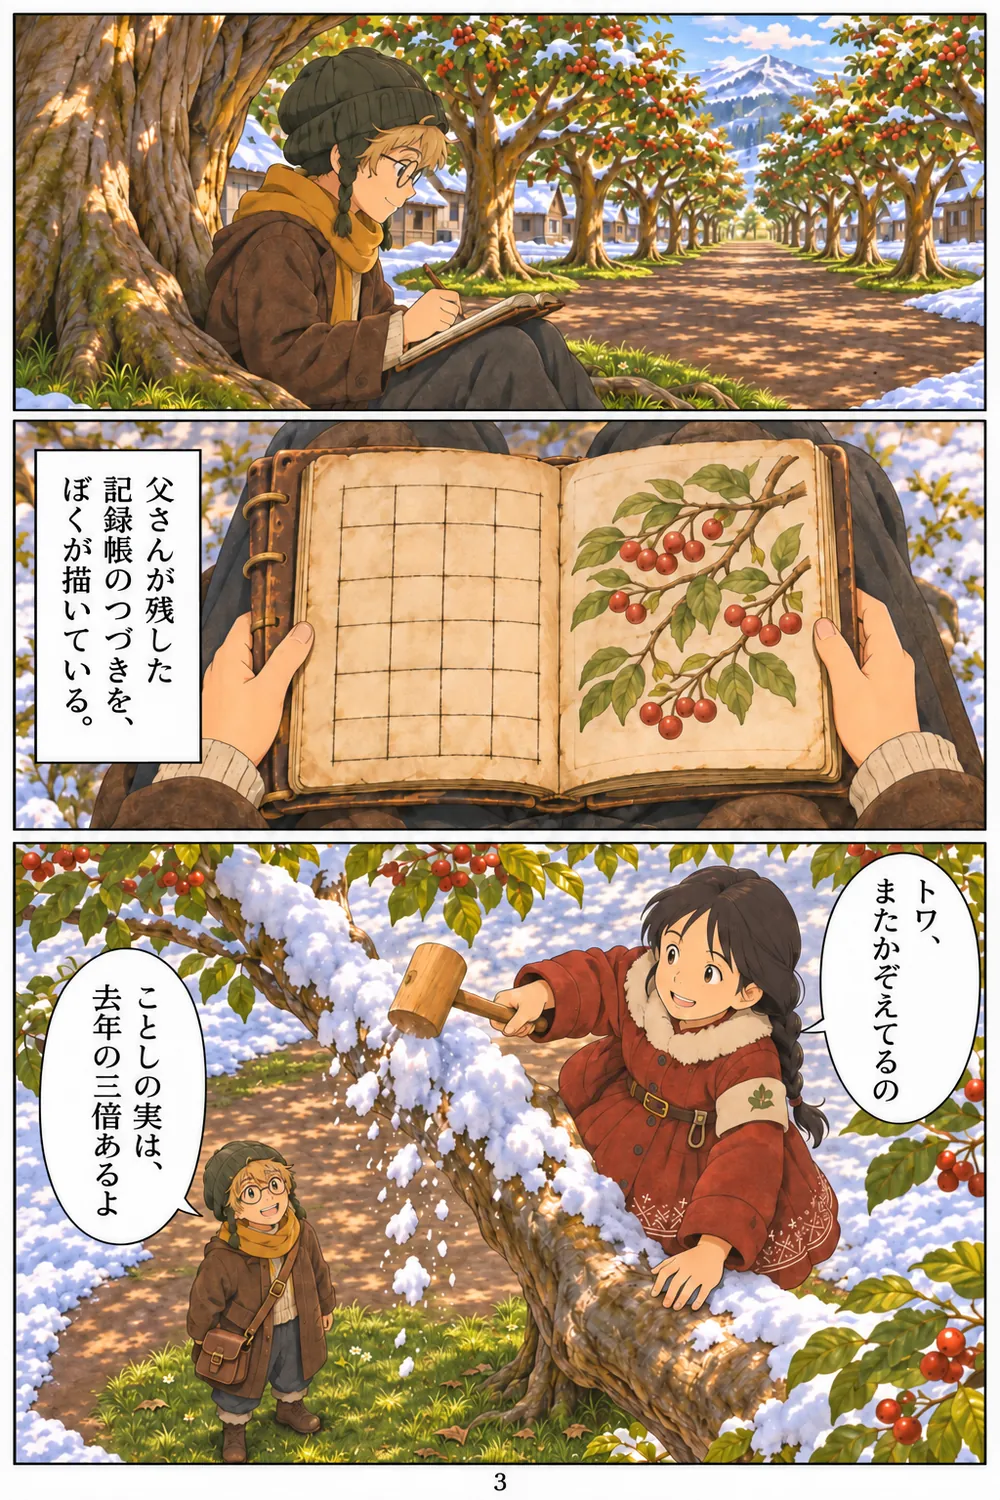 父さんが残した
記録帳のつづきを、
ぼくが描いている。
トワ、
またかぞえてるの
ことしの実は、
去年の三倍あるよ
3